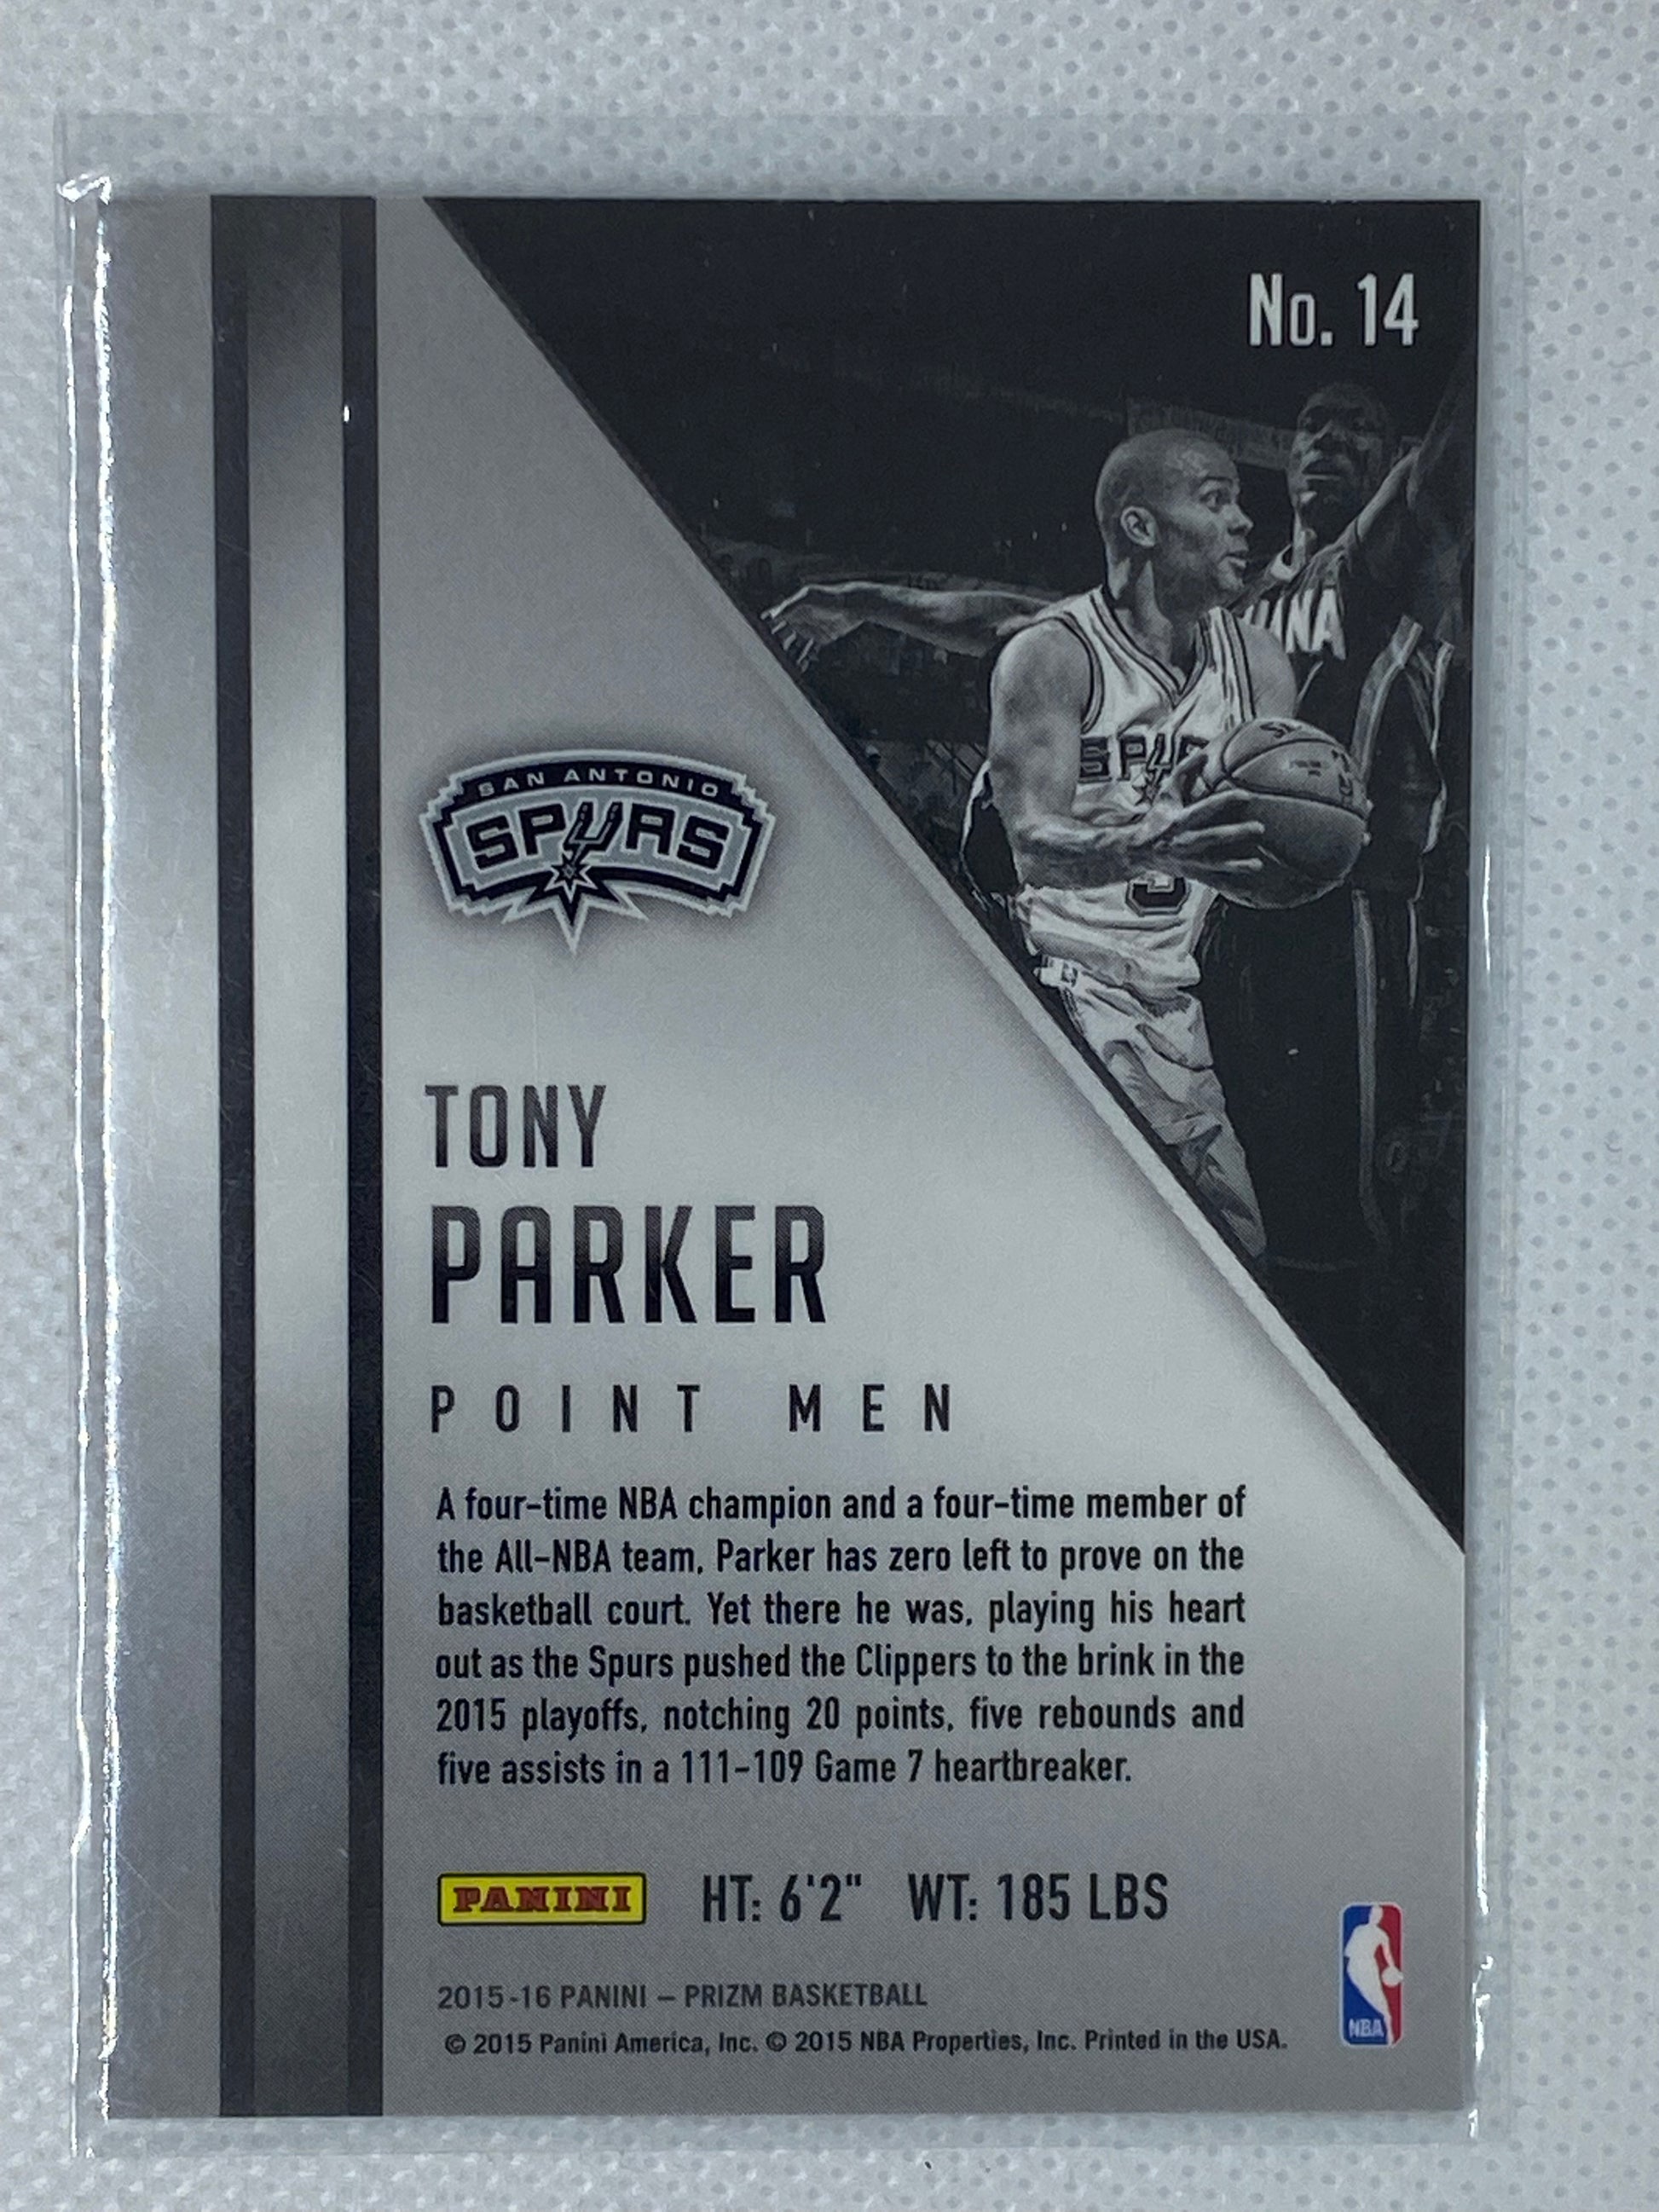 No. 14
SAN ANTONIO
SPURS
TONY
PARKER
POINT MEN
A four-time NBA champion and a four-time member of
the All-NBA team, Parker has zero left to prove on the
basketball court. Yet there he was, playing his heart
out as the Spurs pushed the Clippers to the brink in the
2015 playoffs, notching 20 points, five rebounds and
five assists in a 111-109 Game 7 heartbreaker.
PANINI HT: 6'2" WT: 185 LBS
2015-16 PANINI – PRIZM BASKETBALL
© 2015 Panini America, Inc. © 2015 NBA Properties, Inc. Printed in the USA.
NBA